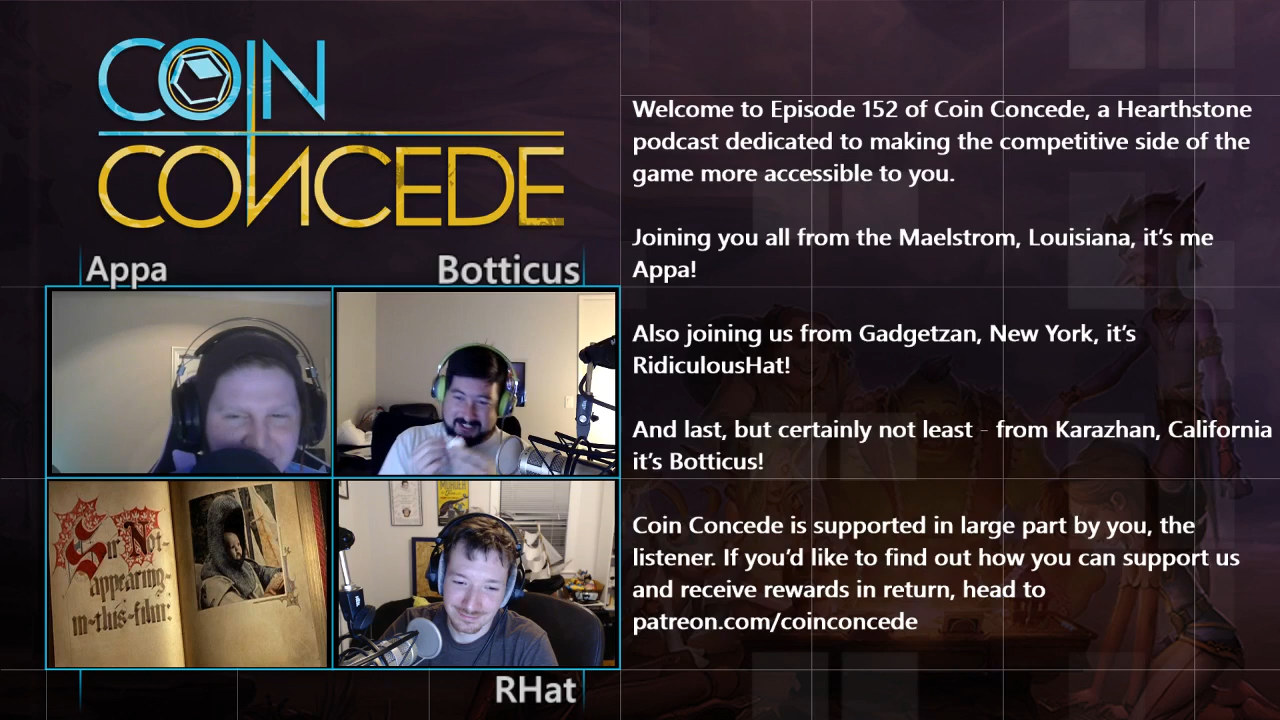 COIN
CONCEDE
Appa
Botticus
Sir Not-
appearing-
in-this-film:
RHat
Welcome to Episode 152 of Coin Concede, a Hearthstone
podcast dedicated to making the competitive side of the
game more accessible to you.
Joining you all from the Maelstrom, Louisiana, it’s me
Appa!
Also joining us from Gadgetzan, New York, it’s
RidiculousHat!
And last, but certainly not least - from Karazhan, California
it’s Botticus!
Coin Concede is supported in large part by you, the
listener. If you’d like to find out how you can support us
and receive rewards in return, head to
patreon.com/coinconcede